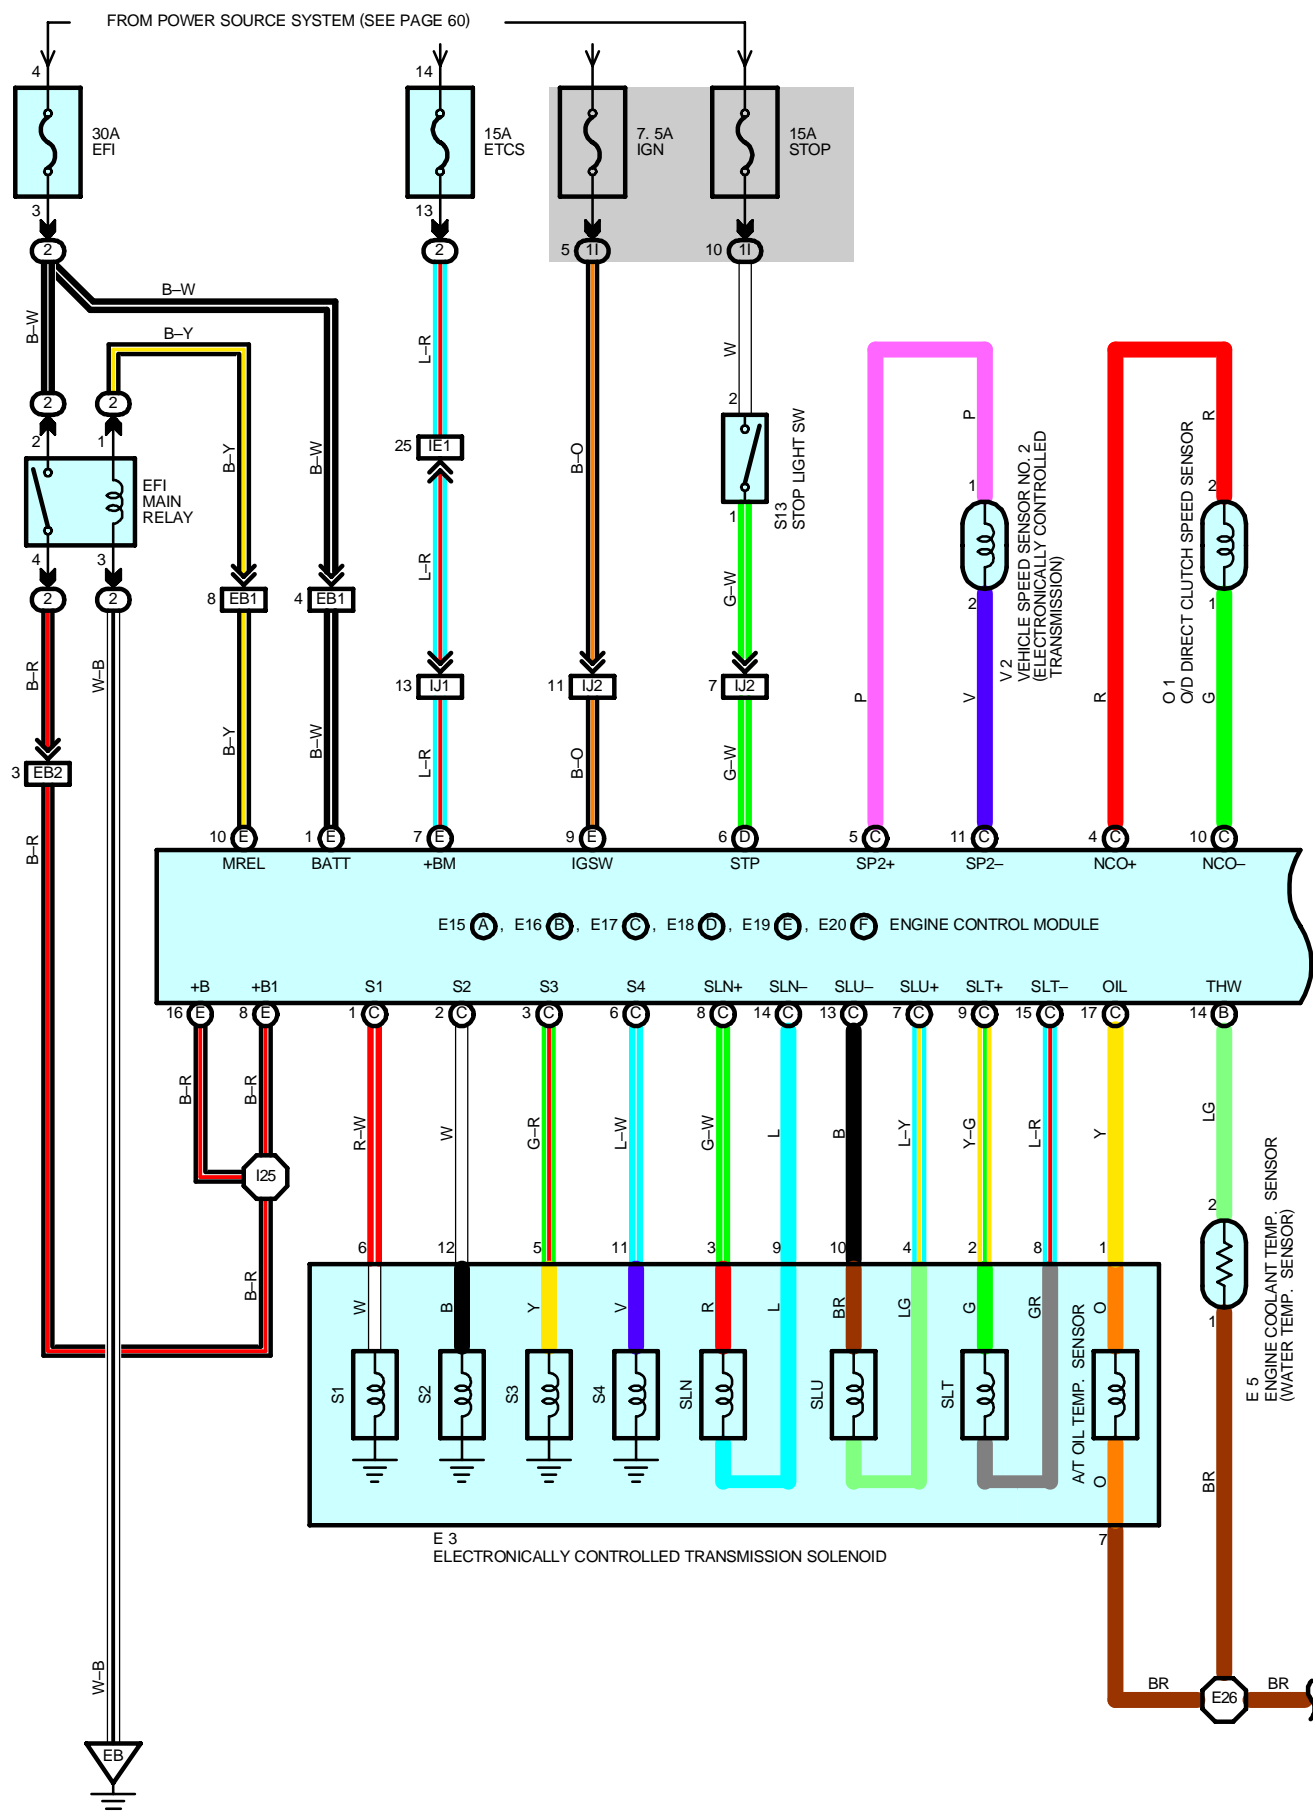 FROM POWER SOURCE SYSTEM (SEE PAGE 60)
4
14
30A
EFI
15A
ETCS
7. 5A
IGN
15A
STOP
3
13
2
2
5
1I
10
1I
B–W
B–W
B–Y
L–R
W
2
2
2
2
1
25
IE1
EFI
MAIN
RELAY
B–Y
B–W
B–O
S13
STOP LIGHT SW
1
P
1
V 2
VEHICLE SPEED SENSOR NO. 2
(ELECTRONICALLY CONTROLLED
TRANSMISSION)
2
R
2
O 1
O/D DIRECT CLUTCH SPEED SENSOR
1
4
3
2
2
8
EB1
4
EB1
L–R
G–W
B–R
W–B
13
IJ1
11
IJ2
7
IJ2
P
V
R
G
B–Y
B–W
L–R
B–O
G–W
3
EB2
B–R
10
E
1
E
7
E
9
E
6
D
5
C
11
C
4
C
10
C
MREL
BATT
+BM
IGSW
STP
SP2+
SP2–
NCO+
NCO–
E15 A , E16 B , E17 C , E18 D , E19 E , E20 F ENGINE CONTROL MODULE
+B
+B1
S1
S2
S3
S4
SLN+
SLN–
SLU–
SLU+
SLT+
SLT–
OIL
THW
16
E
8
E
1
C
2
C
3
C
6
C
8
C
14
C
13
C
7
C
9
C
15
C
17
C
14
B
B–R
B–R
R–W
W
G–R
L–W
G–W
L
B
L–Y
Y–G
L–R
Y
LG
I25
2
E 5
ENGINE COOLANT TEMP. SENSOR
(WATER TEMP. SENSOR)
1
6
12
5
11
3
9
10
4
2
8
1
B–R
W
B
Y
V
R
L
BR
LG
G
GR
O
S1
S2
S3
S4
SLN
SLU
SLT
A/T OIL TEMP. SENSOR
O
BR
E 3
ELECTRONICALLY CONTROLLED TRANSMISSION SOLENOID
7
W–B
BR
E26
BR
EB